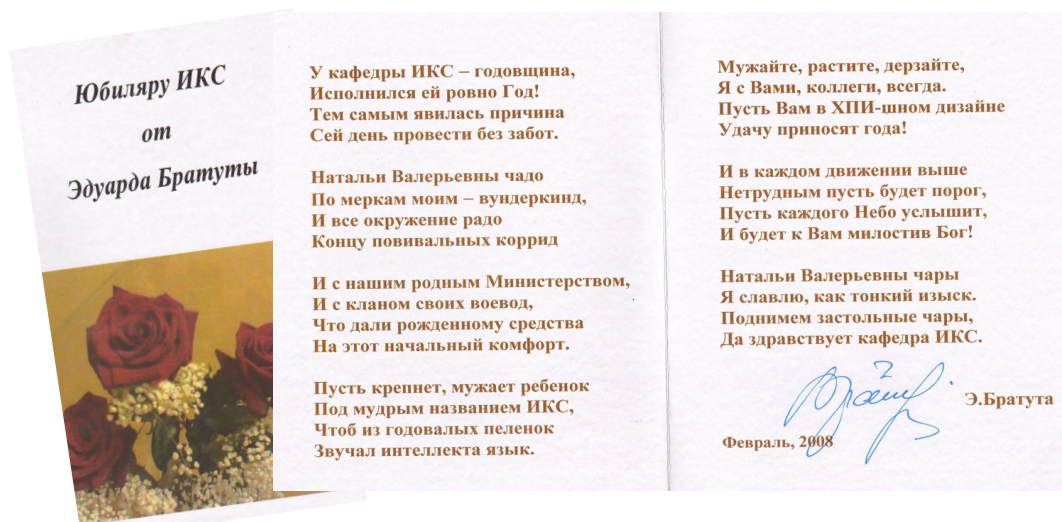 Юбиляру ИКС
от
Эдуарда Братуты
У кафедры ИКС – годовщина,
Исполнился ей ровно Год!
Тем самым явилась причина
Сей день провести без забот.
Натальи Валерьевны чадо
По меркам моим – вундеркинд,
И все окружение радо
Концу повивальных коррид
И с нашим родным Министерством,
И с кланом своих воевод,
Что дали рожденному средства
На этот начальный комфорт.
Пусть крепнет, мужает ребенок
Под мудрым названием ИКС,
Чтоб из годовалых пеленок
Звучал интеллекта язык.
Мужайте, растите, дерзайте,
Я с Вами, коллеги, всегда.
Пусть Вам в ХПИ-шном дизайне
Удачу приносят года!
И в каждом движении выше
Нетрудным пусть будет порог,
Пусть каждого Небо услышит,
И будет к Вам милостив Бог!
Натальи Валерьевны чары
Я славлю, как тонкий изыск.
Поднимем застольные чары,
Да здравствует кафедра ИКС.
Э.Братута
Февраль, 2008